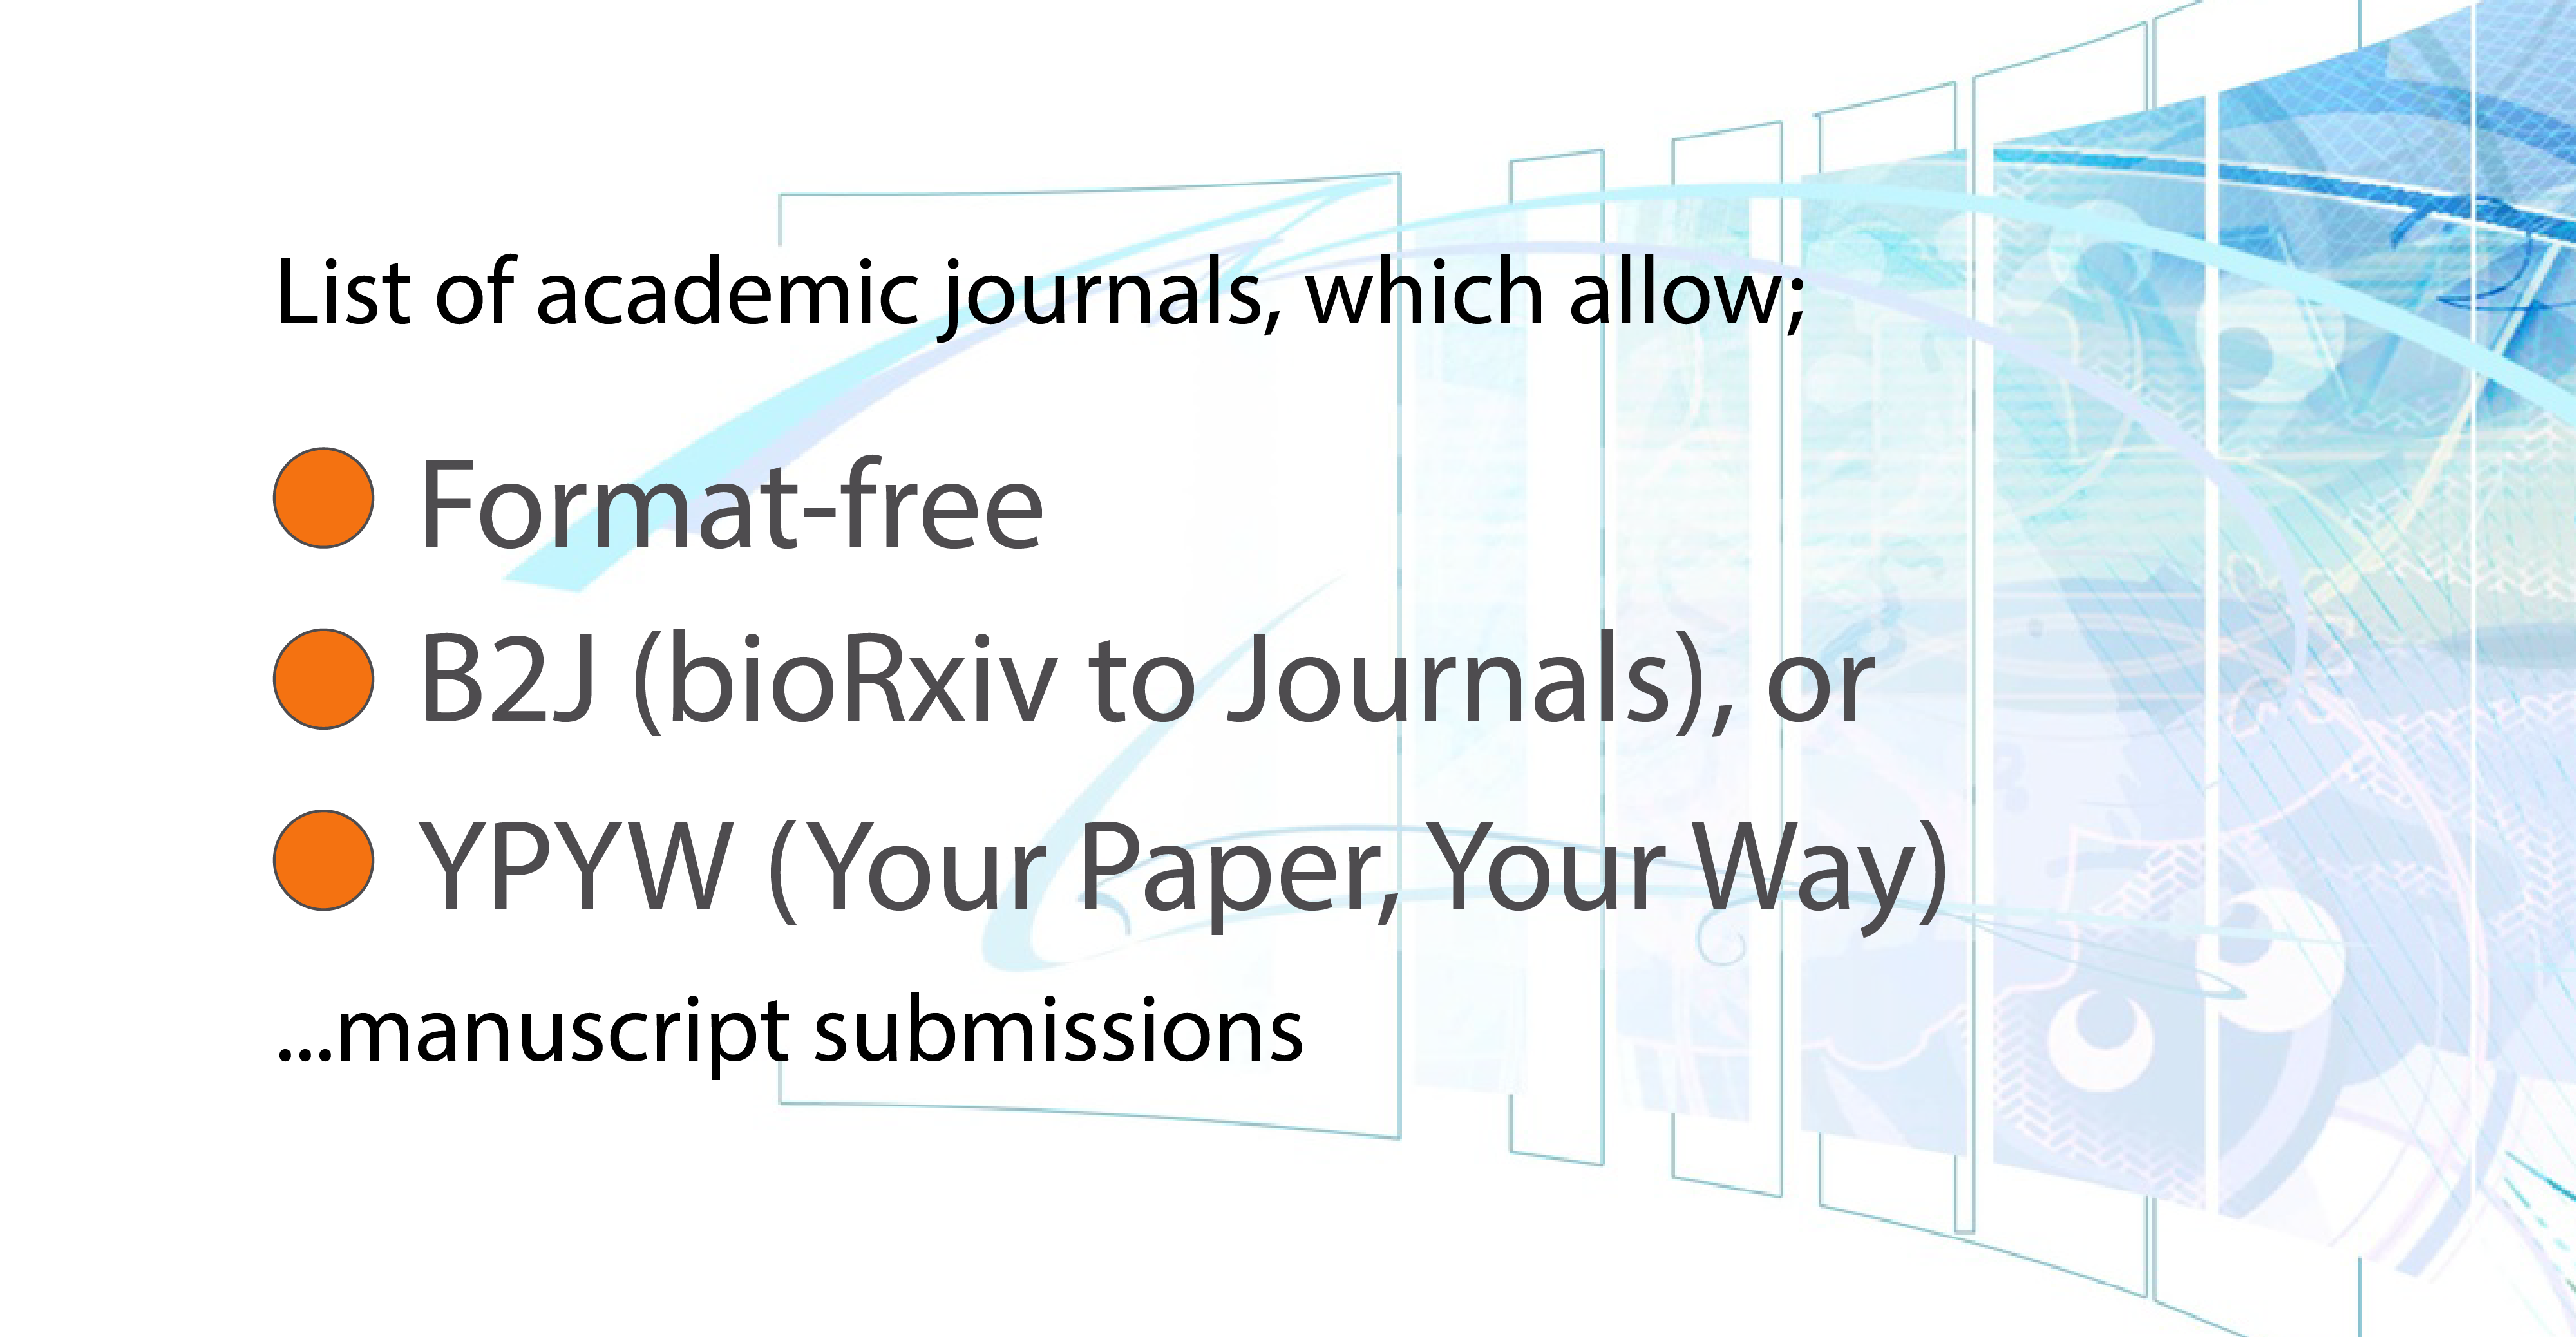 List of academic journals, which allow;
Format-free
B2J (bioRxiv to Journals), or
YPYW (Your Paper, Your Way)
...manuscript submissions